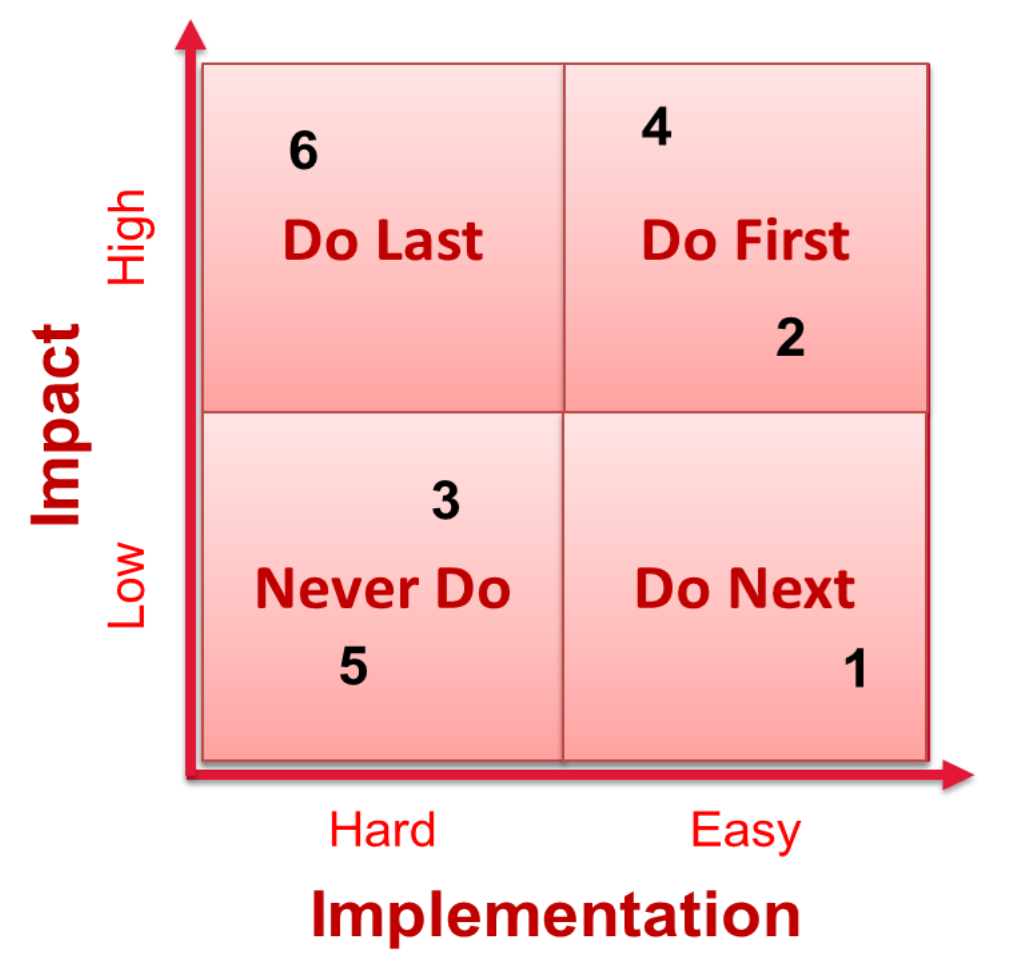 6
4
High
Do Last
Do First
2
Impact
3
Low
Never Do
Do Next
5
1
Hard
Easy
Implementation